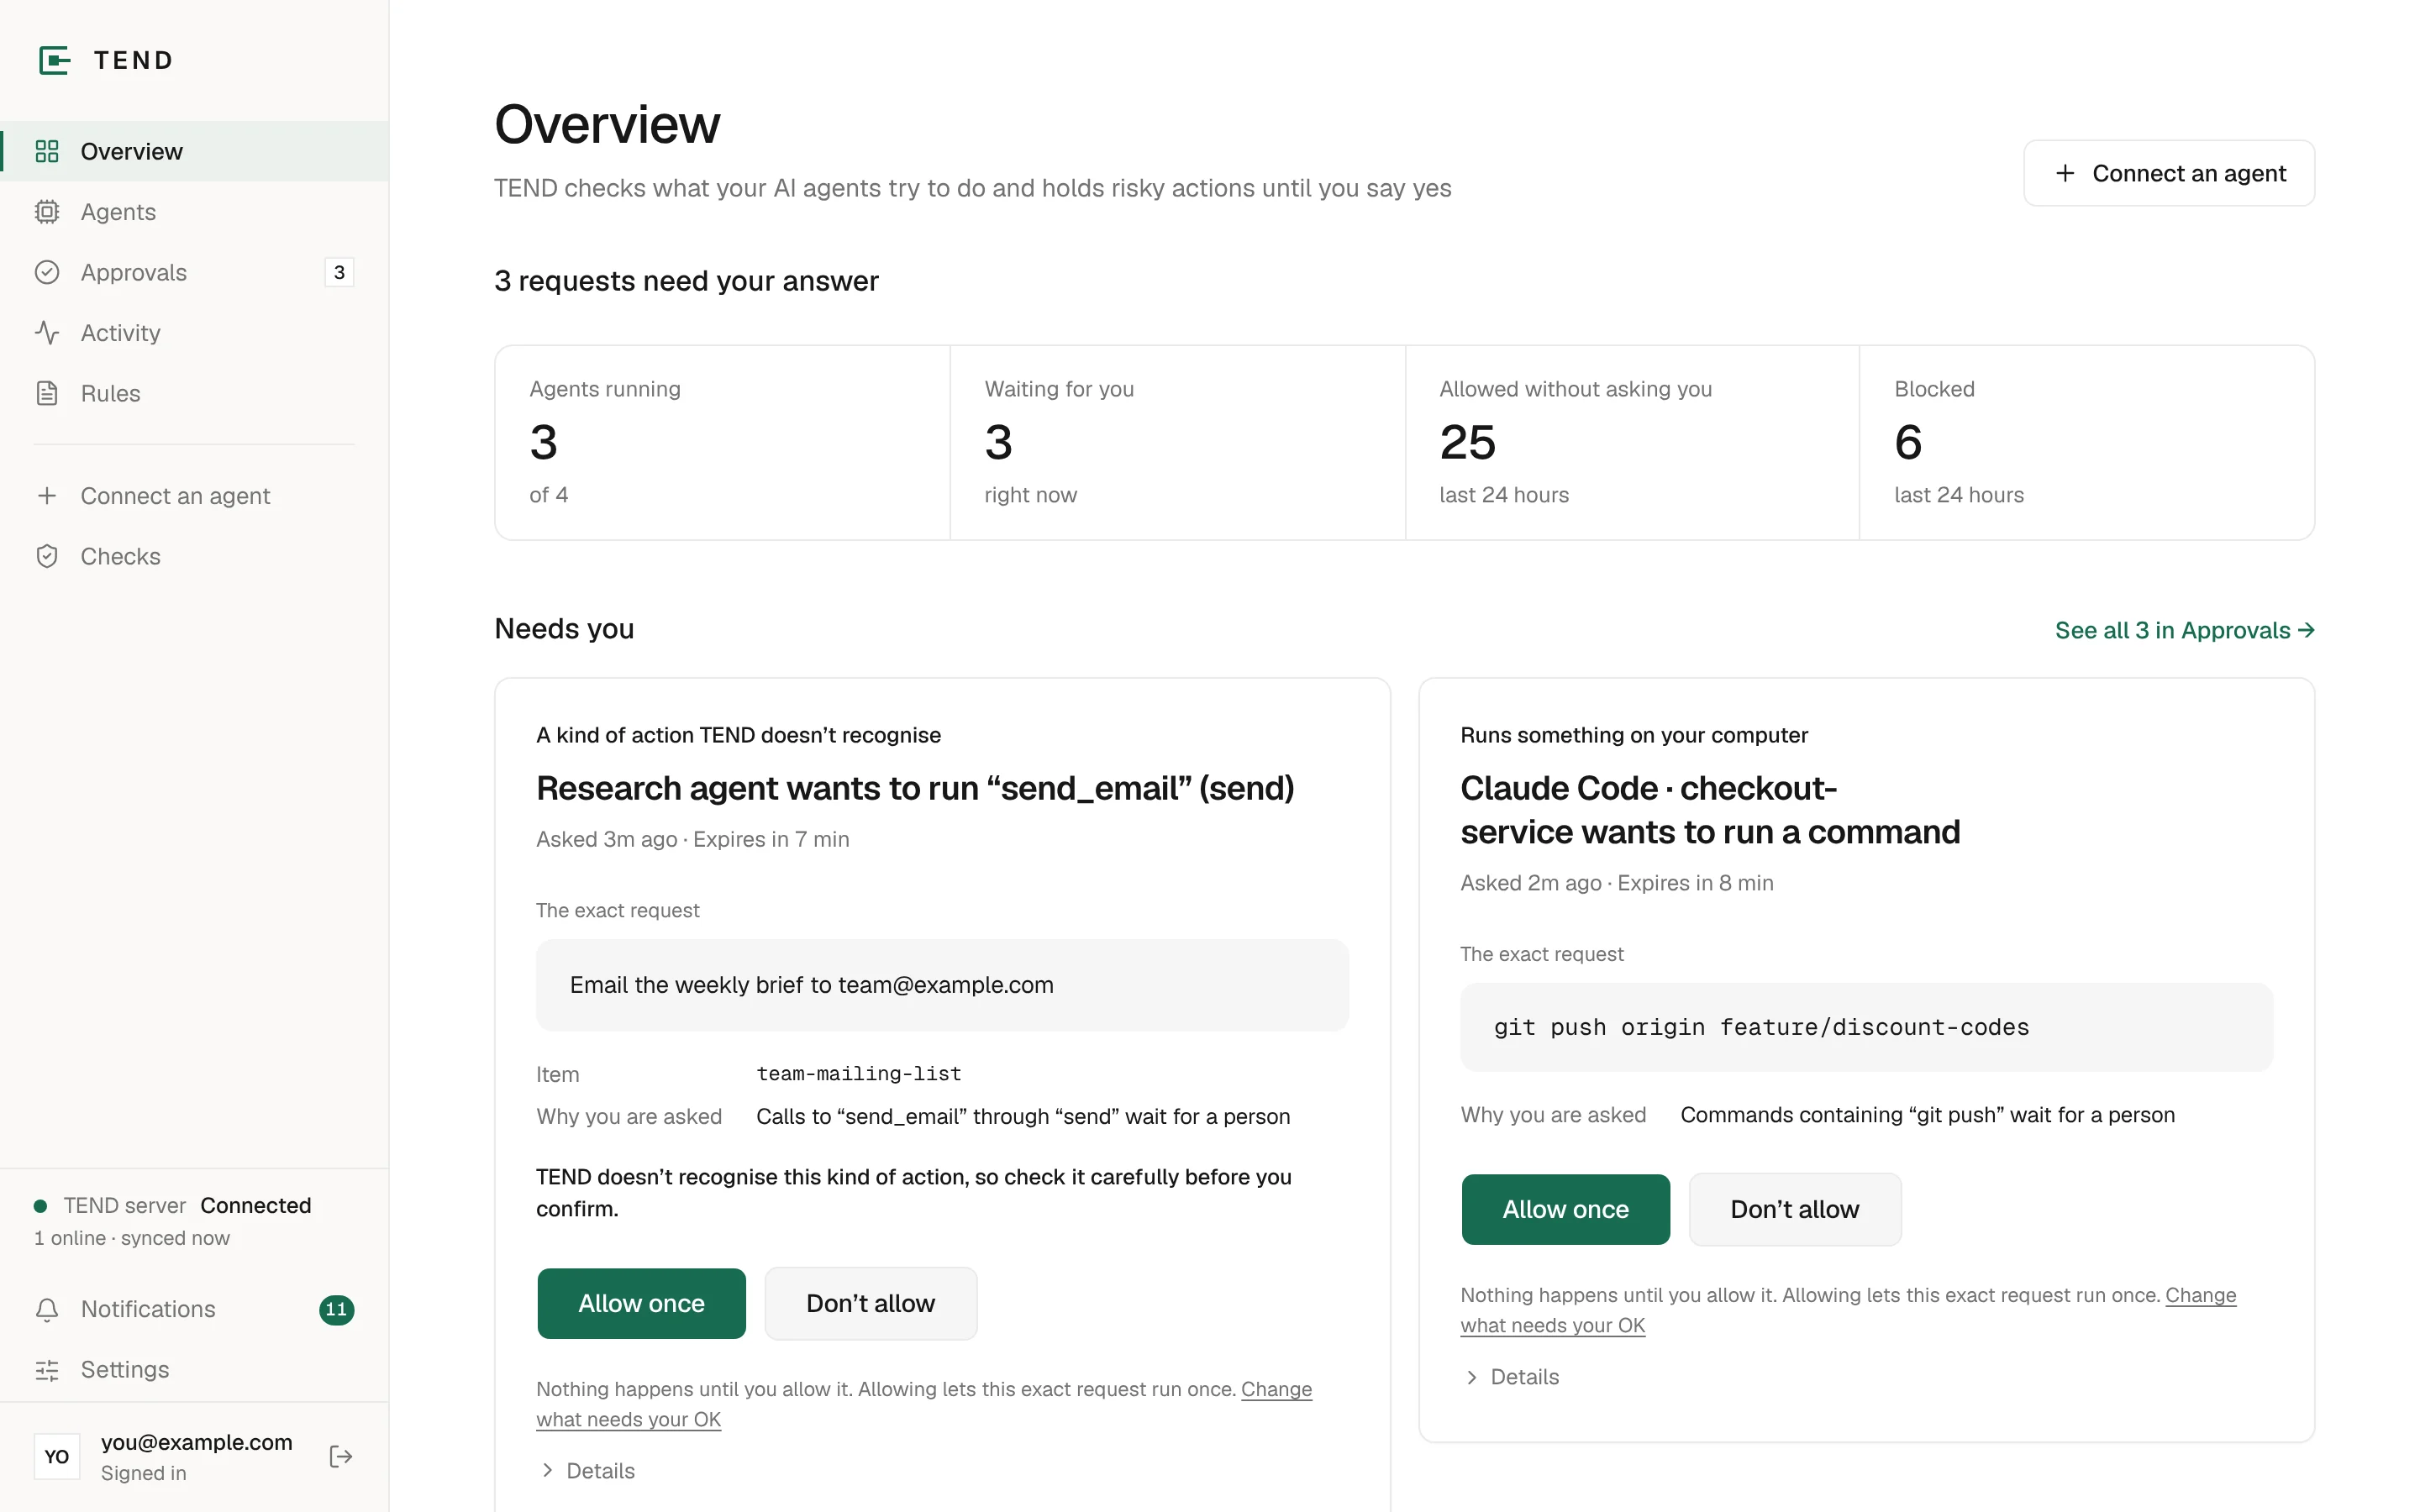 TEND
Overview
Agents
Approvals
3
Activity
Rules
Connect an agent
Checks
TEND server Connected
1 online · synced now
Notifications
11
Settings
YO
you@example.com
Signed in
Overview
TEND checks what your AI agents try to do and holds risky actions until you say yes
Connect an agent
3 requests need your answer
Agents running
3
of 4
Waiting for you
3
right now
Allowed without asking you
25
last 24 hours
Blocked
6
last 24 hours
Needs you
See all 3 in Approvals →
A kind of action TEND doesn’t recognise
Research agent wants to run “send_email” (send)
Asked 3m ago · Expires in 7 min
The exact request
Email the weekly brief to team@example.com
Item team-mailing-list
Why you are asked Calls to “send_email” through “send” wait for a person
TEND doesn’t recognise this kind of action, so check it carefully before you
confirm.
Allow once
Don’t allow
Nothing happens until you allow it. Allowing lets this exact request run once. Change
what needs your OK
Details
Runs something on your computer
Claude Code · checkout-
service wants to run a command
Asked 2m ago · Expires in 8 min
The exact request
git push origin feature/discount-codes
Why you are asked Commands containing “git push” wait for a person
Allow once
Don’t allow
Nothing happens until you allow it. Allowing lets this exact request run once. Change
what needs your OK
Details